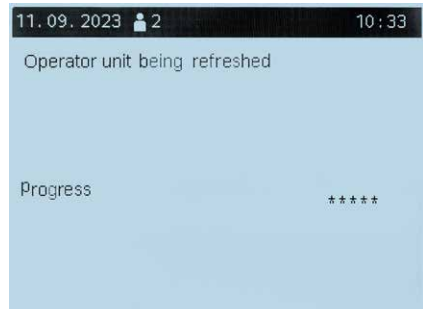 11.09.2023 2 10:33
Operator unit being refreshed
Progress *****